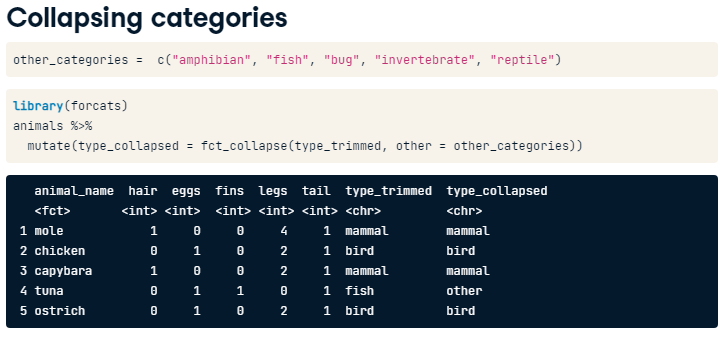 Collapsing categories
other_categories =  c("amphibian", "fish", "bug", "invertebrate", "reptile")
library(forcats)
animals %>%
  mutate(type_collapsed = fct_collapse(type_trimmed, other = other_categories))
  animal_name  hair  eggs  fins  legs  tail  type_trimmed  type_collapsed
  <fct>       <int> <int>  <int> <int> <int> <chr>         <chr>
1 mole            1     0     0     4     1  mammal        mammal
2 chicken         0     1     0     2     1  bird          bird
3 capybara        1     0     0     2     1  mammal        mammal
4 tuna            0     1     1     0     1  fish          other
5 ostrich         0     1     0     2     1  bird          bird